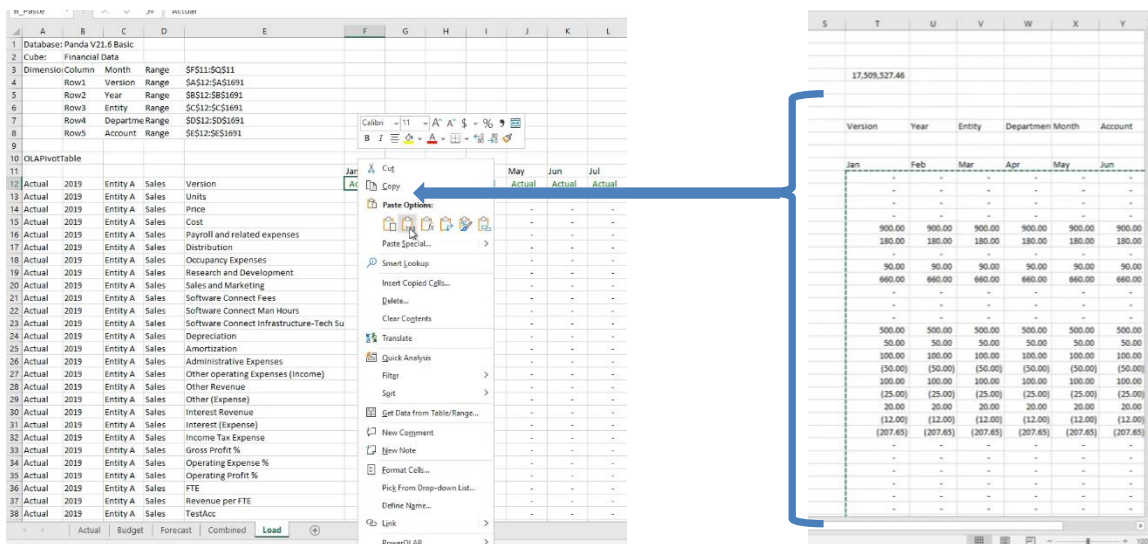 B_Paste Actual
A B C D E F G H I J K L
1 Database: Panda V21.6 Basic
2 Cube: Financial Data
3 Dimensio Column Month Range $F$11:$Q$11
4 Row1 Version Range $A$12:$A$1691
5 Row2 Year Range $B$12:$B$1691
6 Row3 Entity Range $C$12:$C$1691
7 Row4 Departme Range $D$12:$D$1691
8 Row5 Account Range $E$12:$E$1691
9
10 OLAPivotTable
11 Jan May Jun Jul
12 Actual 2019 Entity A Sales Version Ac Actual Actual Actual
13 Actual 2019 Entity A Sales Units - - -
14 Actual 2019 Entity A Sales Price - - -
15 Actual 2019 Entity A Sales Cost - - -
16 Actual 2019 Entity A Sales Payroll and related expenses - - -
17 Actual 2019 Entity A Sales Distribution - - -
18 Actual 2019 Entity A Sales Occupancy Expenses - - -
19 Actual 2019 Entity A Sales Research and Development - - -
20 Actual 2019 Entity A Sales Sales and Marketing - - -
21 Actual 2019 Entity A Sales Software Connect Fees - - -
22 Actual 2019 Entity A Sales Software Connect Man Hours - - -
23 Actual 2019 Entity A Sales Software Connect Infrastructure-Tech Su - - -
24 Actual 2019 Entity A Sales Depreciation - - -
25 Actual 2019 Entity A Sales Amortization - - -
26 Actual 2019 Entity A Sales Administrative Expenses - - -
27 Actual 2019 Entity A Sales Other operating Expenses (Income) - - -
28 Actual 2019 Entity A Sales Other Revenue - - -
29 Actual 2019 Entity A Sales Other (Expense) - - -
30 Actual 2019 Entity A Sales Interest Revenue - - -
31 Actual 2019 Entity A Sales Interest (Expense) - - -
32 Actual 2019 Entity A Sales Income Tax Expense - - -
33 Actual 2019 Entity A Sales Gross Profit % - - -
34 Actual 2019 Entity A Sales Operating Expense % - - -
35 Actual 2019 Entity A Sales Operating Profit % - - -
36 Actual 2019 Entity A Sales FTE - - -
37 Actual 2019 Entity A Sales Revenue per FTE - - -
38 Actual 2019 Entity A Sales TestAcc - - -
Actual Budget Forecast Combined Load
Calibri 11 A A $ % 9
B I A
Cut
Copy
Paste Options:
Paste Special...
Smart Lookup
Insert Copied Cells...
Delete...
Clear Contents
Translate
Quick Analysis
Filter
Sort
Get Data from Table/Range...
New Comment
New Note
Format Cells...
Pick From Drop-down List...
Define Name...
Link
PowerOLAP
S T U V W X Y
17,509,527.46
Version Year Entity Departmen Month Account
Jan Feb Mar Apr May Jun
- - - - - -
- - - - - -
- - - - - -
900.00 900.00 900.00 900.00 900.00 900.00
180.00 180.00 180.00 180.00 180.00 180.00
- - - - - -
90.00 90.00 90.00 90.00 90.00 90.00
660.00 660.00 660.00 660.00 660.00 660.00
- - - - - -
- - - - - -
500.00 500.00 500.00 500.00 500.00 500.00
50.00 50.00 50.00 50.00 50.00 50.00
100.00 100.00 100.00 100.00 100.00 100.00
(50.00) (50.00) (50.00) (50.00) (50.00) (50.00)
100.00 100.00 100.00 100.00 100.00 100.00
(25.00) (25.00) (25.00) (25.00) (25.00) (25.00)
20.00 20.00 20.00 20.00 20.00 20.00
(12.00) (12.00) (12.00) (12.00) (12.00) (12.00)
(207.65) (207.65) (207.65) (207.65) (207.65) (207.65)
- - - - - -
- - - - - -
- - - - - -
- - - - - -
- - - - - -